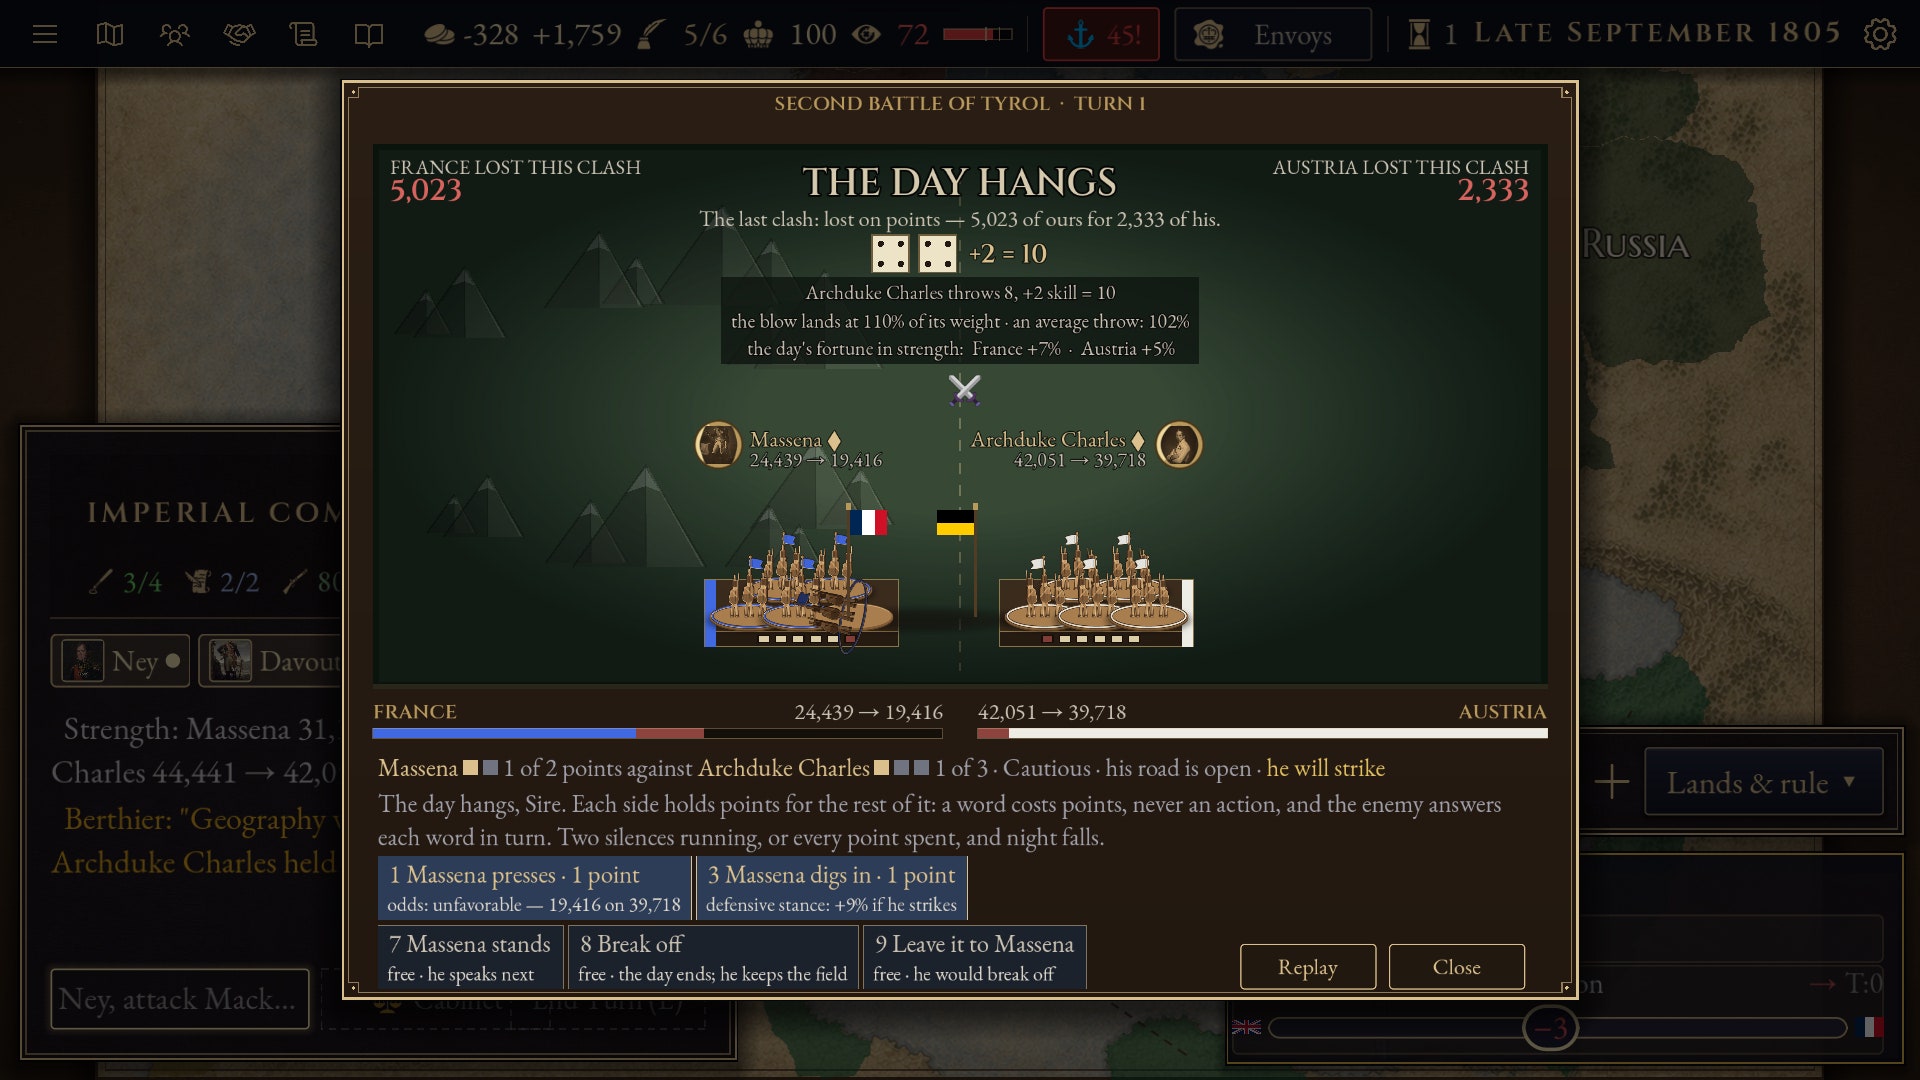 -328 +1,759 5/6 100 72 45! Envoys 1 Late September 1805
SECOND BATTLE OF TYROL · TURN 1
FRANCE LOST THIS CLASH
5,023
THE DAY HANGS
AUSTRIA LOST THIS CLASH
2,333
The last clash: lost on points — 5,023 of ours for 2,333 of his.
+2 = 10
Archduke Charles throws 8, +2 skill = 10
the blow lands at 110% of its weight · an average throw: 102%
the day's fortune in strength: France +7% · Austria +5%
Russia
Massena
24,439 → 19,416
Archduke Charles
42,051 → 39,718
IMPERIAL COM
3/4 2/2 80
Ney Davout
Strength: Massena 31,
Charles 44,441 → 42,0
Berthier: "Geography
Archduke Charles held
Ney, attack Mack...
FRANCE 24,439 → 19,416 42,051 → 39,718 AUSTRIA
Massena 1 of 2 points against Archduke Charles 1 of 3 · Cautious · his road is open · he will strike
The day hangs, Sire. Each side holds points for the rest of it: a word costs points, never an action, and the enemy answers
each word in turn. Two silences running, or every point spent, and night falls.
1 Massena presses · 1 point
odds: unfavorable — 19,416 on 39,718
3 Massena digs in · 1 point
defensive stance: +9% if he strikes
7 Massena stands
free · he speaks next
8 Break off
free · the day ends; he keeps the field
9 Leave it to Massena
free · he would break off
Replay
Close
Cabinet End Turn (E)
Lands & rule ▼
on → T:0
−3